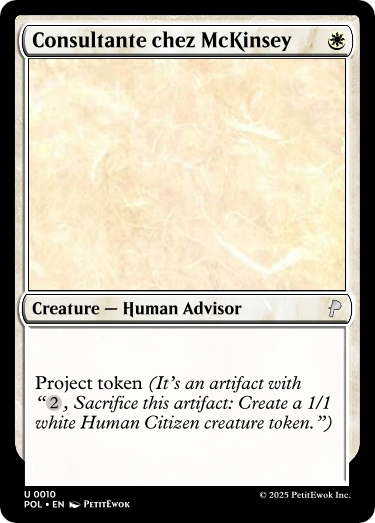 Consultante chez McKinsey
Creature — Human Advisor
Project token (It's an artifact with
“2, Sacrifice this artifact: Create a 1/1
white Human Citizen creature token.”)
U 0010
POL • EN PetitEwok
© 2025 PetitEwok Inc.